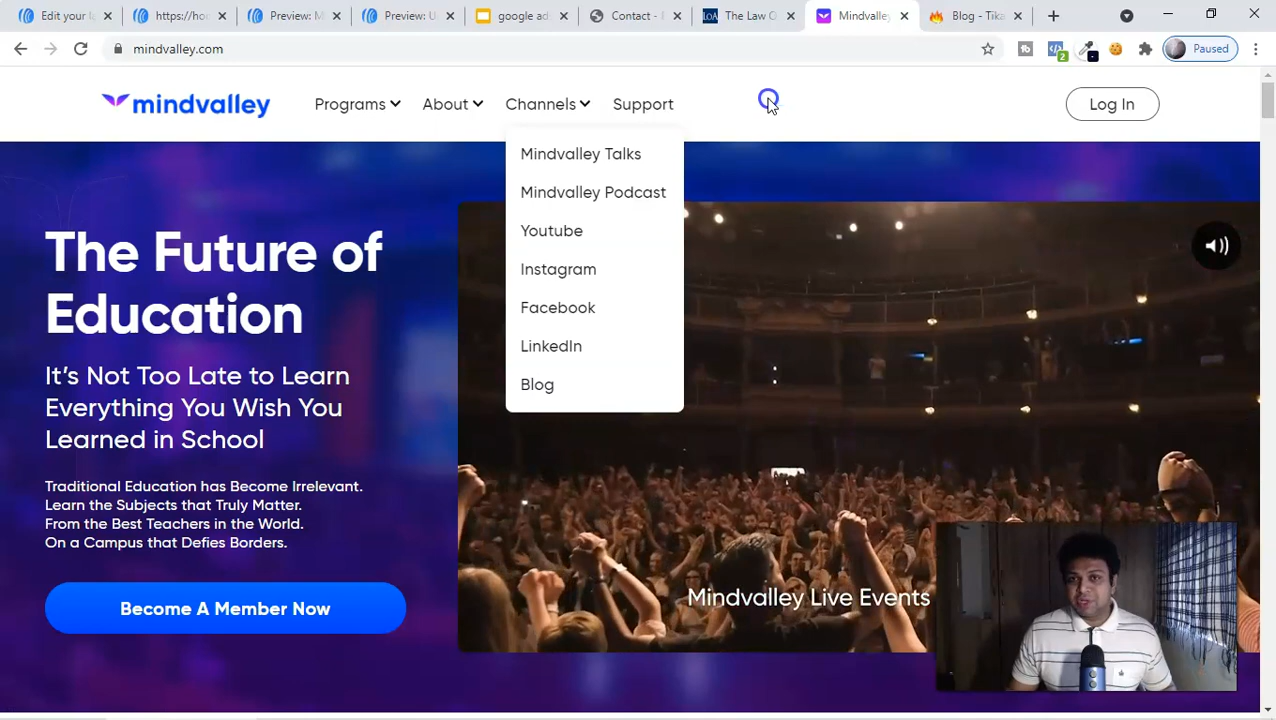 Edit your l
https://hoo
Preview: M
Preview: U
google ad
Contact - 
The Law O
Mindvalley
Blog - Tika
mindvalley.com
2
Paused
mindvalley
Programs
About
Channels
Support
Log In
Mindvalley Talks
Mindvalley Podcast
Youtube
Instagram
Facebook
LinkedIn
Blog
The Future of
Education
It's Not Too Late to Learn
Everything You Wish You
Learned in School
Traditional Education has Become Irrelevant.
Learn the Subjects that Truly Matter.
From the Best Teachers in the World.
On a Campus that Defies Borders.
Become A Member Now
Mindvalley Live Events